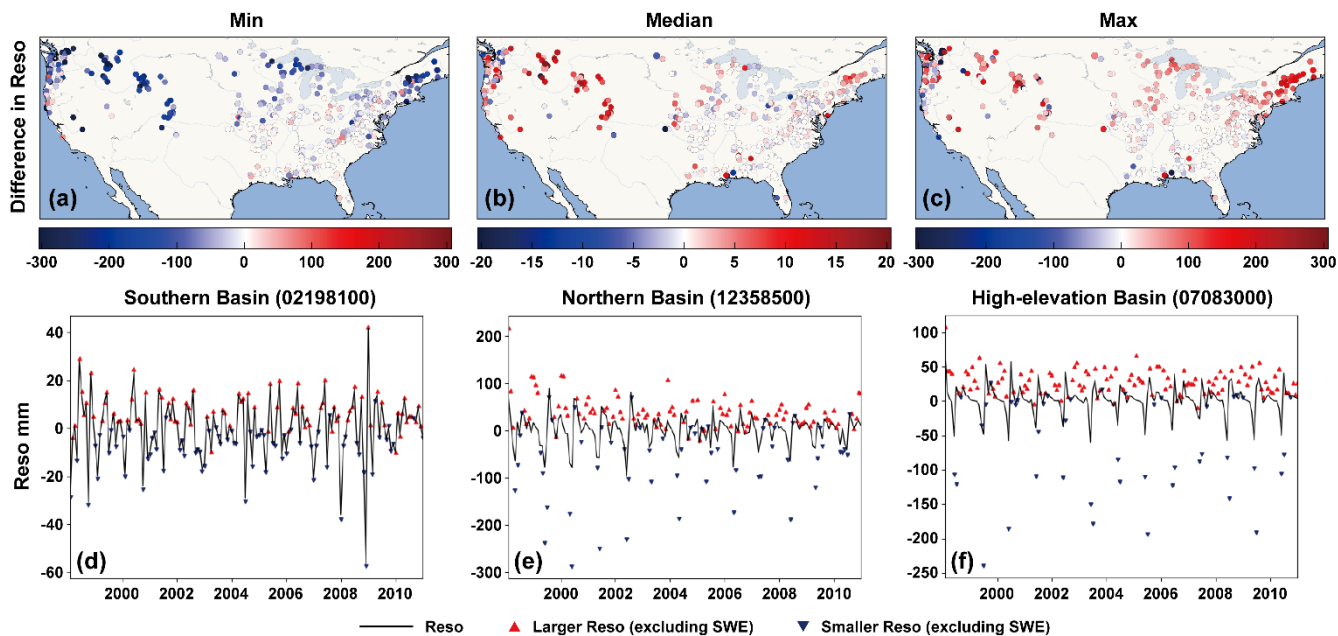 Min Median Max
Difference in Reso
(a) (b) (c)
-300 -200 -100 0 100 200 300 -20 -15 -10 -5 0 5 10 15 20 -300 -200 -100 0 100 200 300
Southern Basin (02198100) Northern Basin (12358500) High-elevation Basin (07083000)
Reso mm
40
20
0
-20
-40
-60
(d)
2000 2002 2004 2006 2008 2010
200
100
0
-100
-200
-300
(e)
2000 2002 2004 2006 2008 2010
100
50
0
-50
-100
-150
-200
-250
(f)
2000 2002 2004 2006 2008 2010
Reso Larger Reso (excluding SWE) Smaller Reso (excluding SWE)